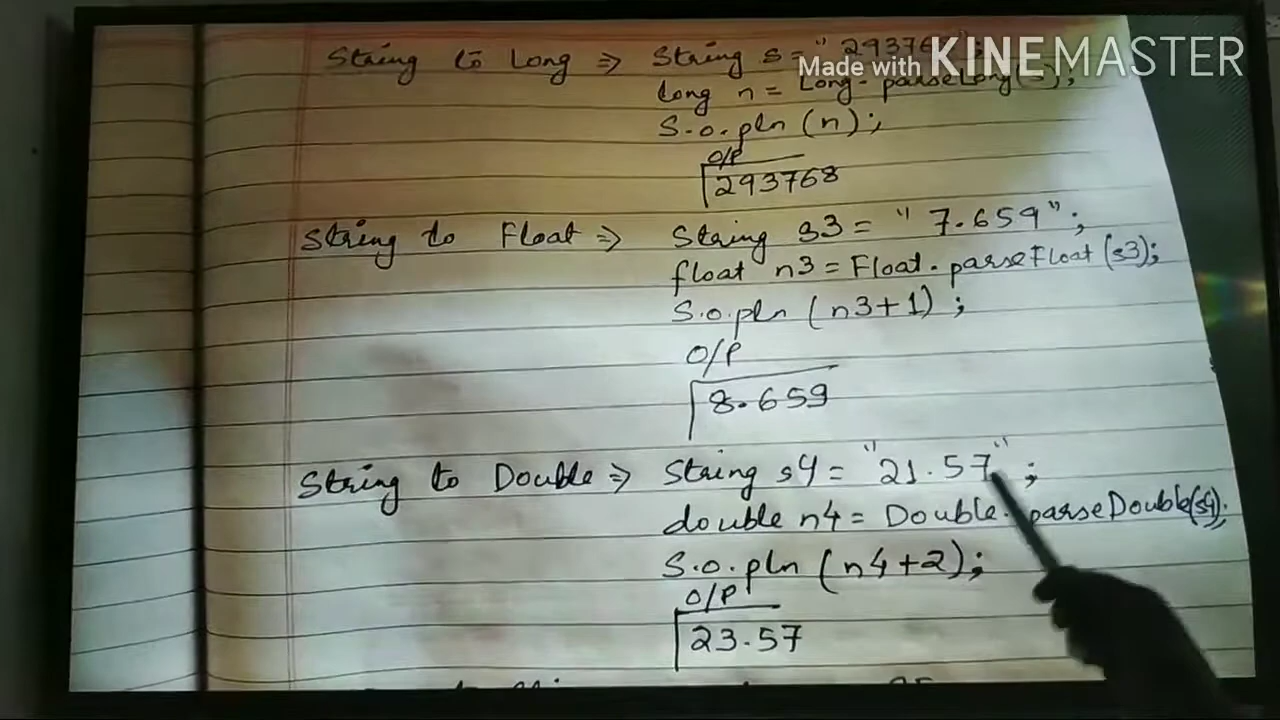 String to Long ⇒ String s = "293768";
Made with KINEMASTER
long n = Long.parseLong(s);
S.o.pln (n);
O/P
293768
String to Float ⇒ String s3 = "7.659";
float n3 = Float.parseFloat(s3);
S.o.pln (n3+1);
O/P
8.659
String to Double ⇒ String s4 = "21.57";
double n4 = Double.parseDouble(s4);
S.o.pln (n4+2);
O/P
23.57